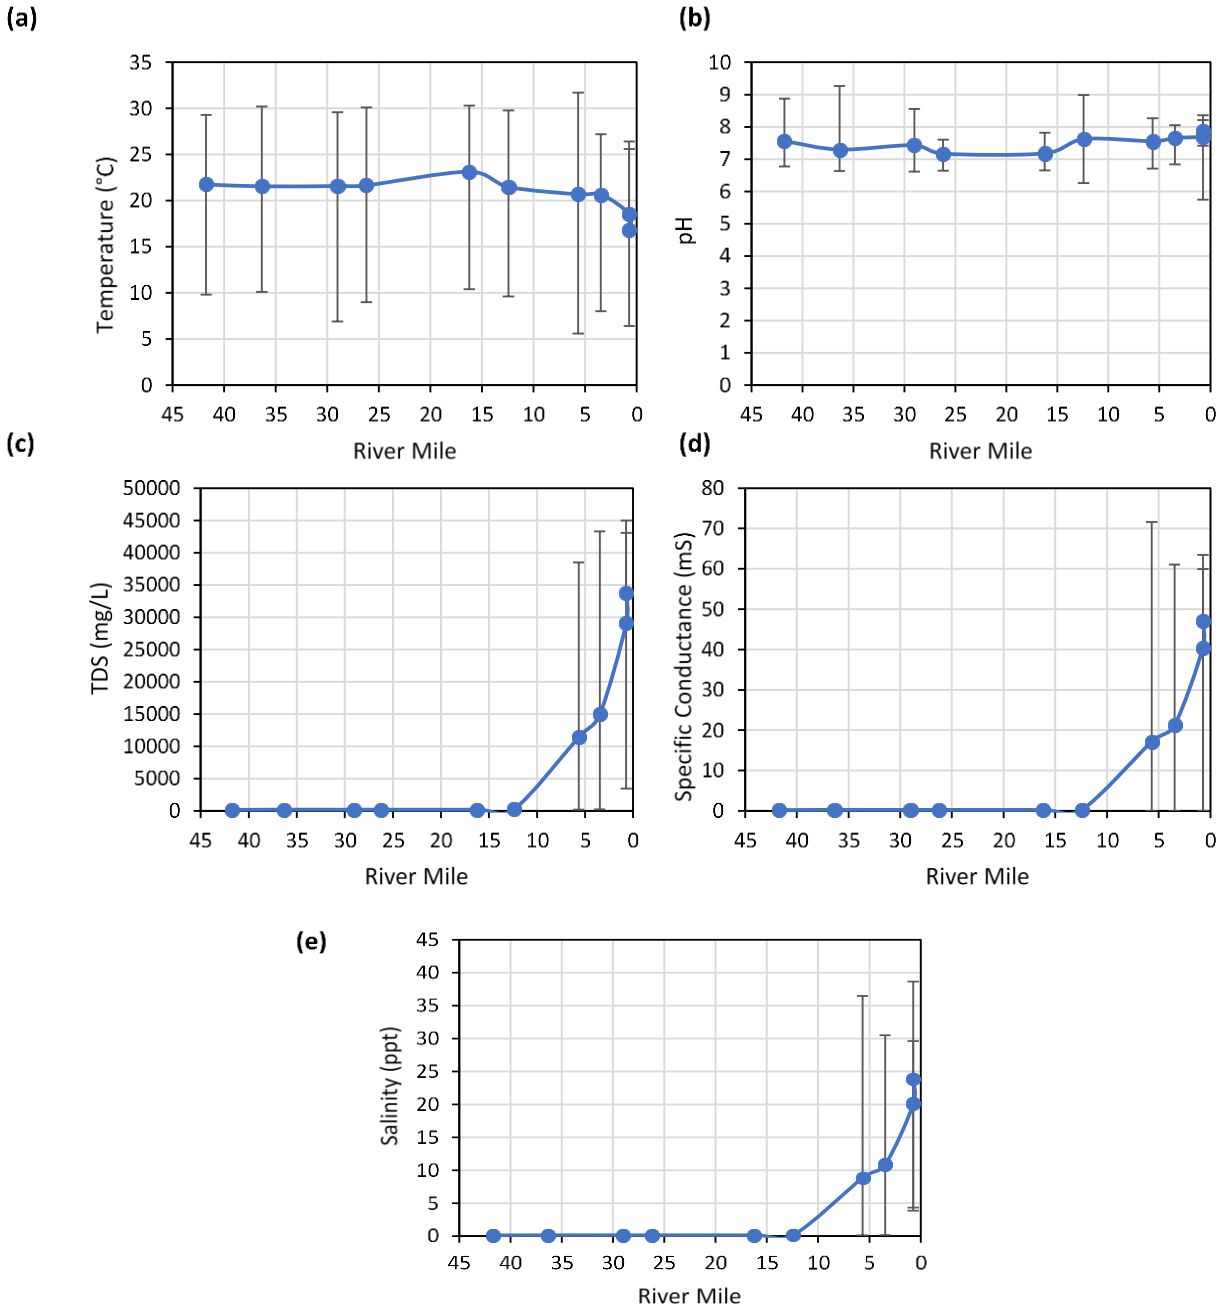 (a)
35
30
25
20
15
10
5
0
Temperature (°C)
45 40 35 30 25 20 15 10 5 0
River Mile
(b)
10
9
8
7
6
5
4
3
2
1
0
pH
45 40 35 30 25 20 15 10 5 0
River Mile
(c)
50000
45000
40000
35000
30000
25000
20000
15000
10000
5000
0
TDS (mg/L)
45 40 35 30 25 20 15 10 5 0
River Mile
(d)
80
70
60
50
40
30
20
10
0
Specific Conductance (mS)
45 40 35 30 25 20 15 10 5 0
River Mile
(e)
45
40
35
30
25
20
15
10
5
0
Salinity (ppt)
45 40 35 30 25 20 15 10 5 0
River Mile